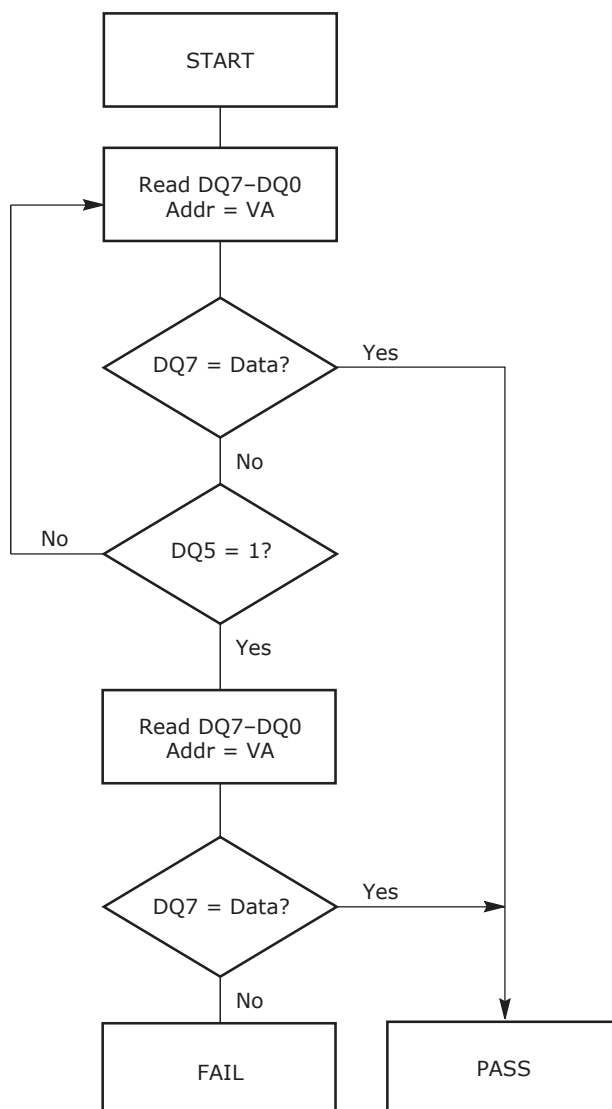 START
Read DQ7–DQ0
Addr = VA
DQ7 = Data?
Yes
No
No
DQ5 = 1?
Yes
Read DQ7–DQ0
Addr = VA
DQ7 = Data?
Yes
No
FAIL
PASS